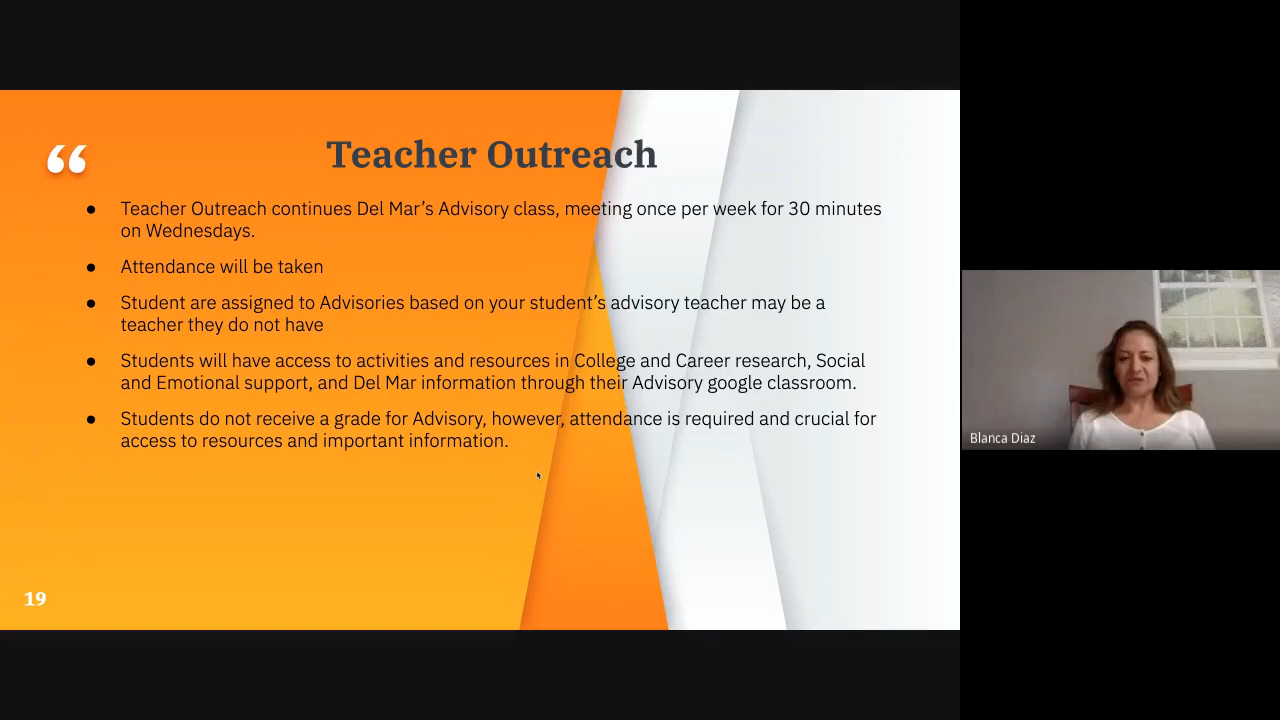 “
Teacher Outreach
● Teacher Outreach continues Del Mar’s Advisory class, meeting once per week for 30 minutes
on Wednesdays.
● Attendance will be taken
● Student are assigned to Advisories based on your student’s advisory teacher may be a
teacher they do not have
● Students will have access to activities and resources in College and Career research, Social
and Emotional support, and Del Mar information through their Advisory google classroom.
● Students do not receive a grade for Advisory, however, attendance is required and crucial for
access to resources and important information.
19
Blanca Diaz